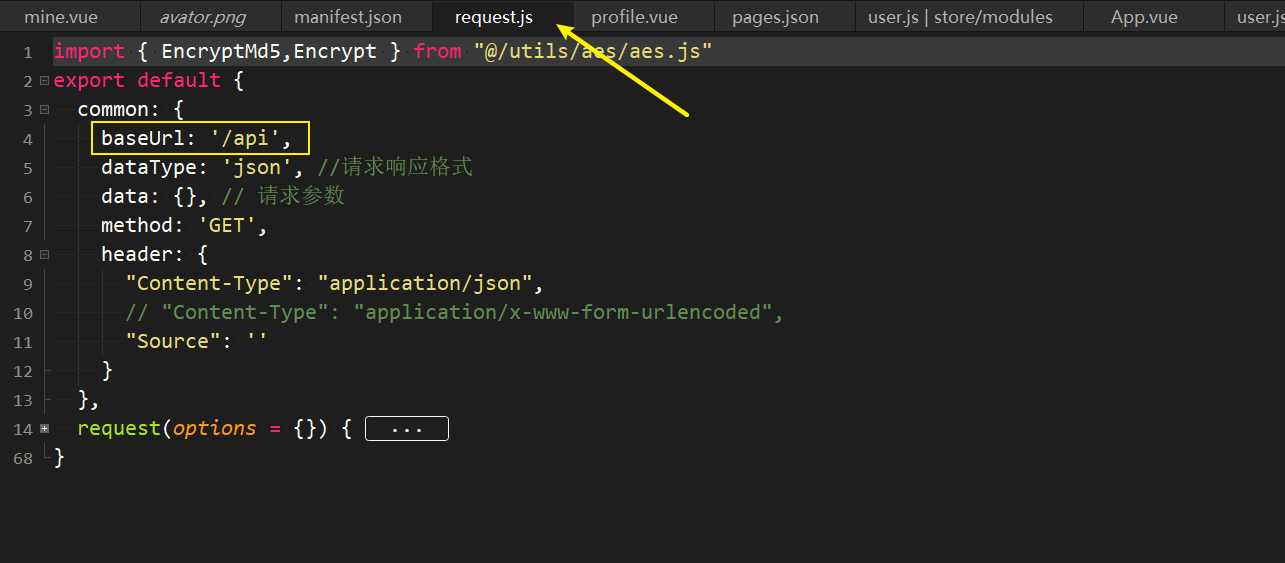 mine.vue avator.png manifest.json request.js profile.vue pages.json user.js | store/modules App.vue user.js
1 import { EncryptMd5,Encrypt } from "@/utils/aes/aes.js"
2 export default {
3 common: {
4 baseUrl: '/api',
5 dataType: 'json', //请求响应格式
6 data: {}, // 请求参数
7 method: 'GET',
8 header: {
9 "Content-Type": "application/json",
10 // "Content-Type": "application/x-www-form-urlencoded",
11 "Source": ''
12 }
13 },
14 request(options = {}) { ...
68 }